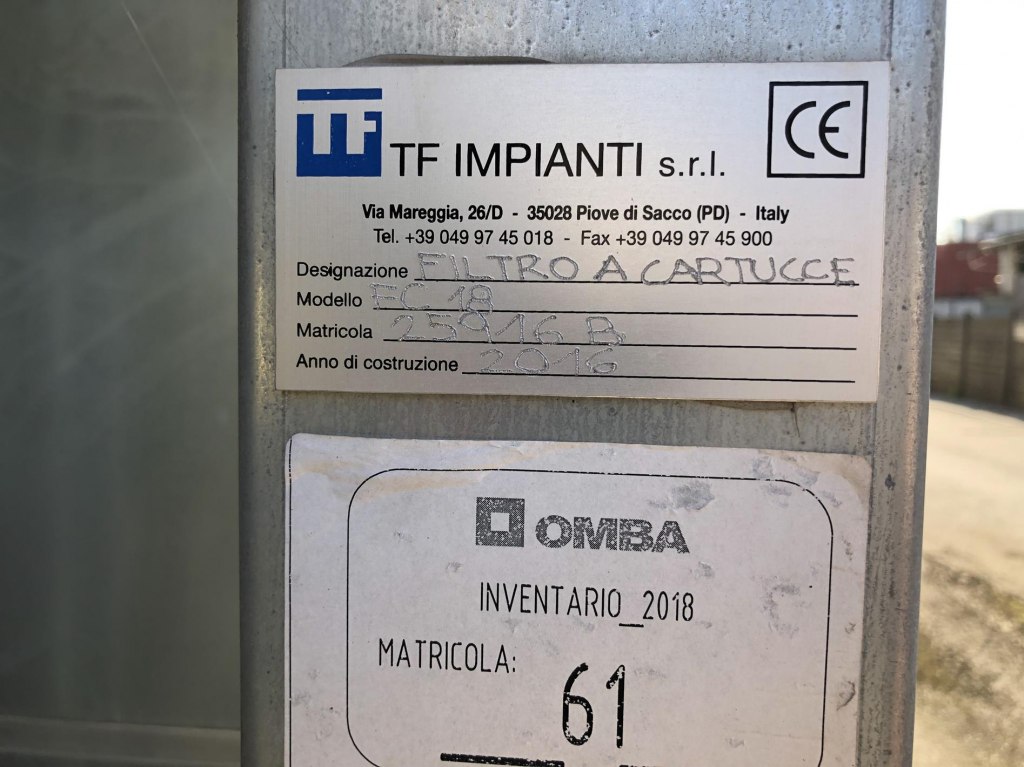 TF
TF IMPIANTI s.r.l.
CE
Via Mareggia, 26/D - 35028 Piove di Sacco (PD) - Italy
Tel. +39 049 97 45 018 - Fax +39 049 97 45 900
Designazione FILTRO A CARTUCCE
Modello FC 18
Matricola 25916 B
Anno di costruzione 2016
OMBA
INVENTARIO_2018
MATRICOLA:
61